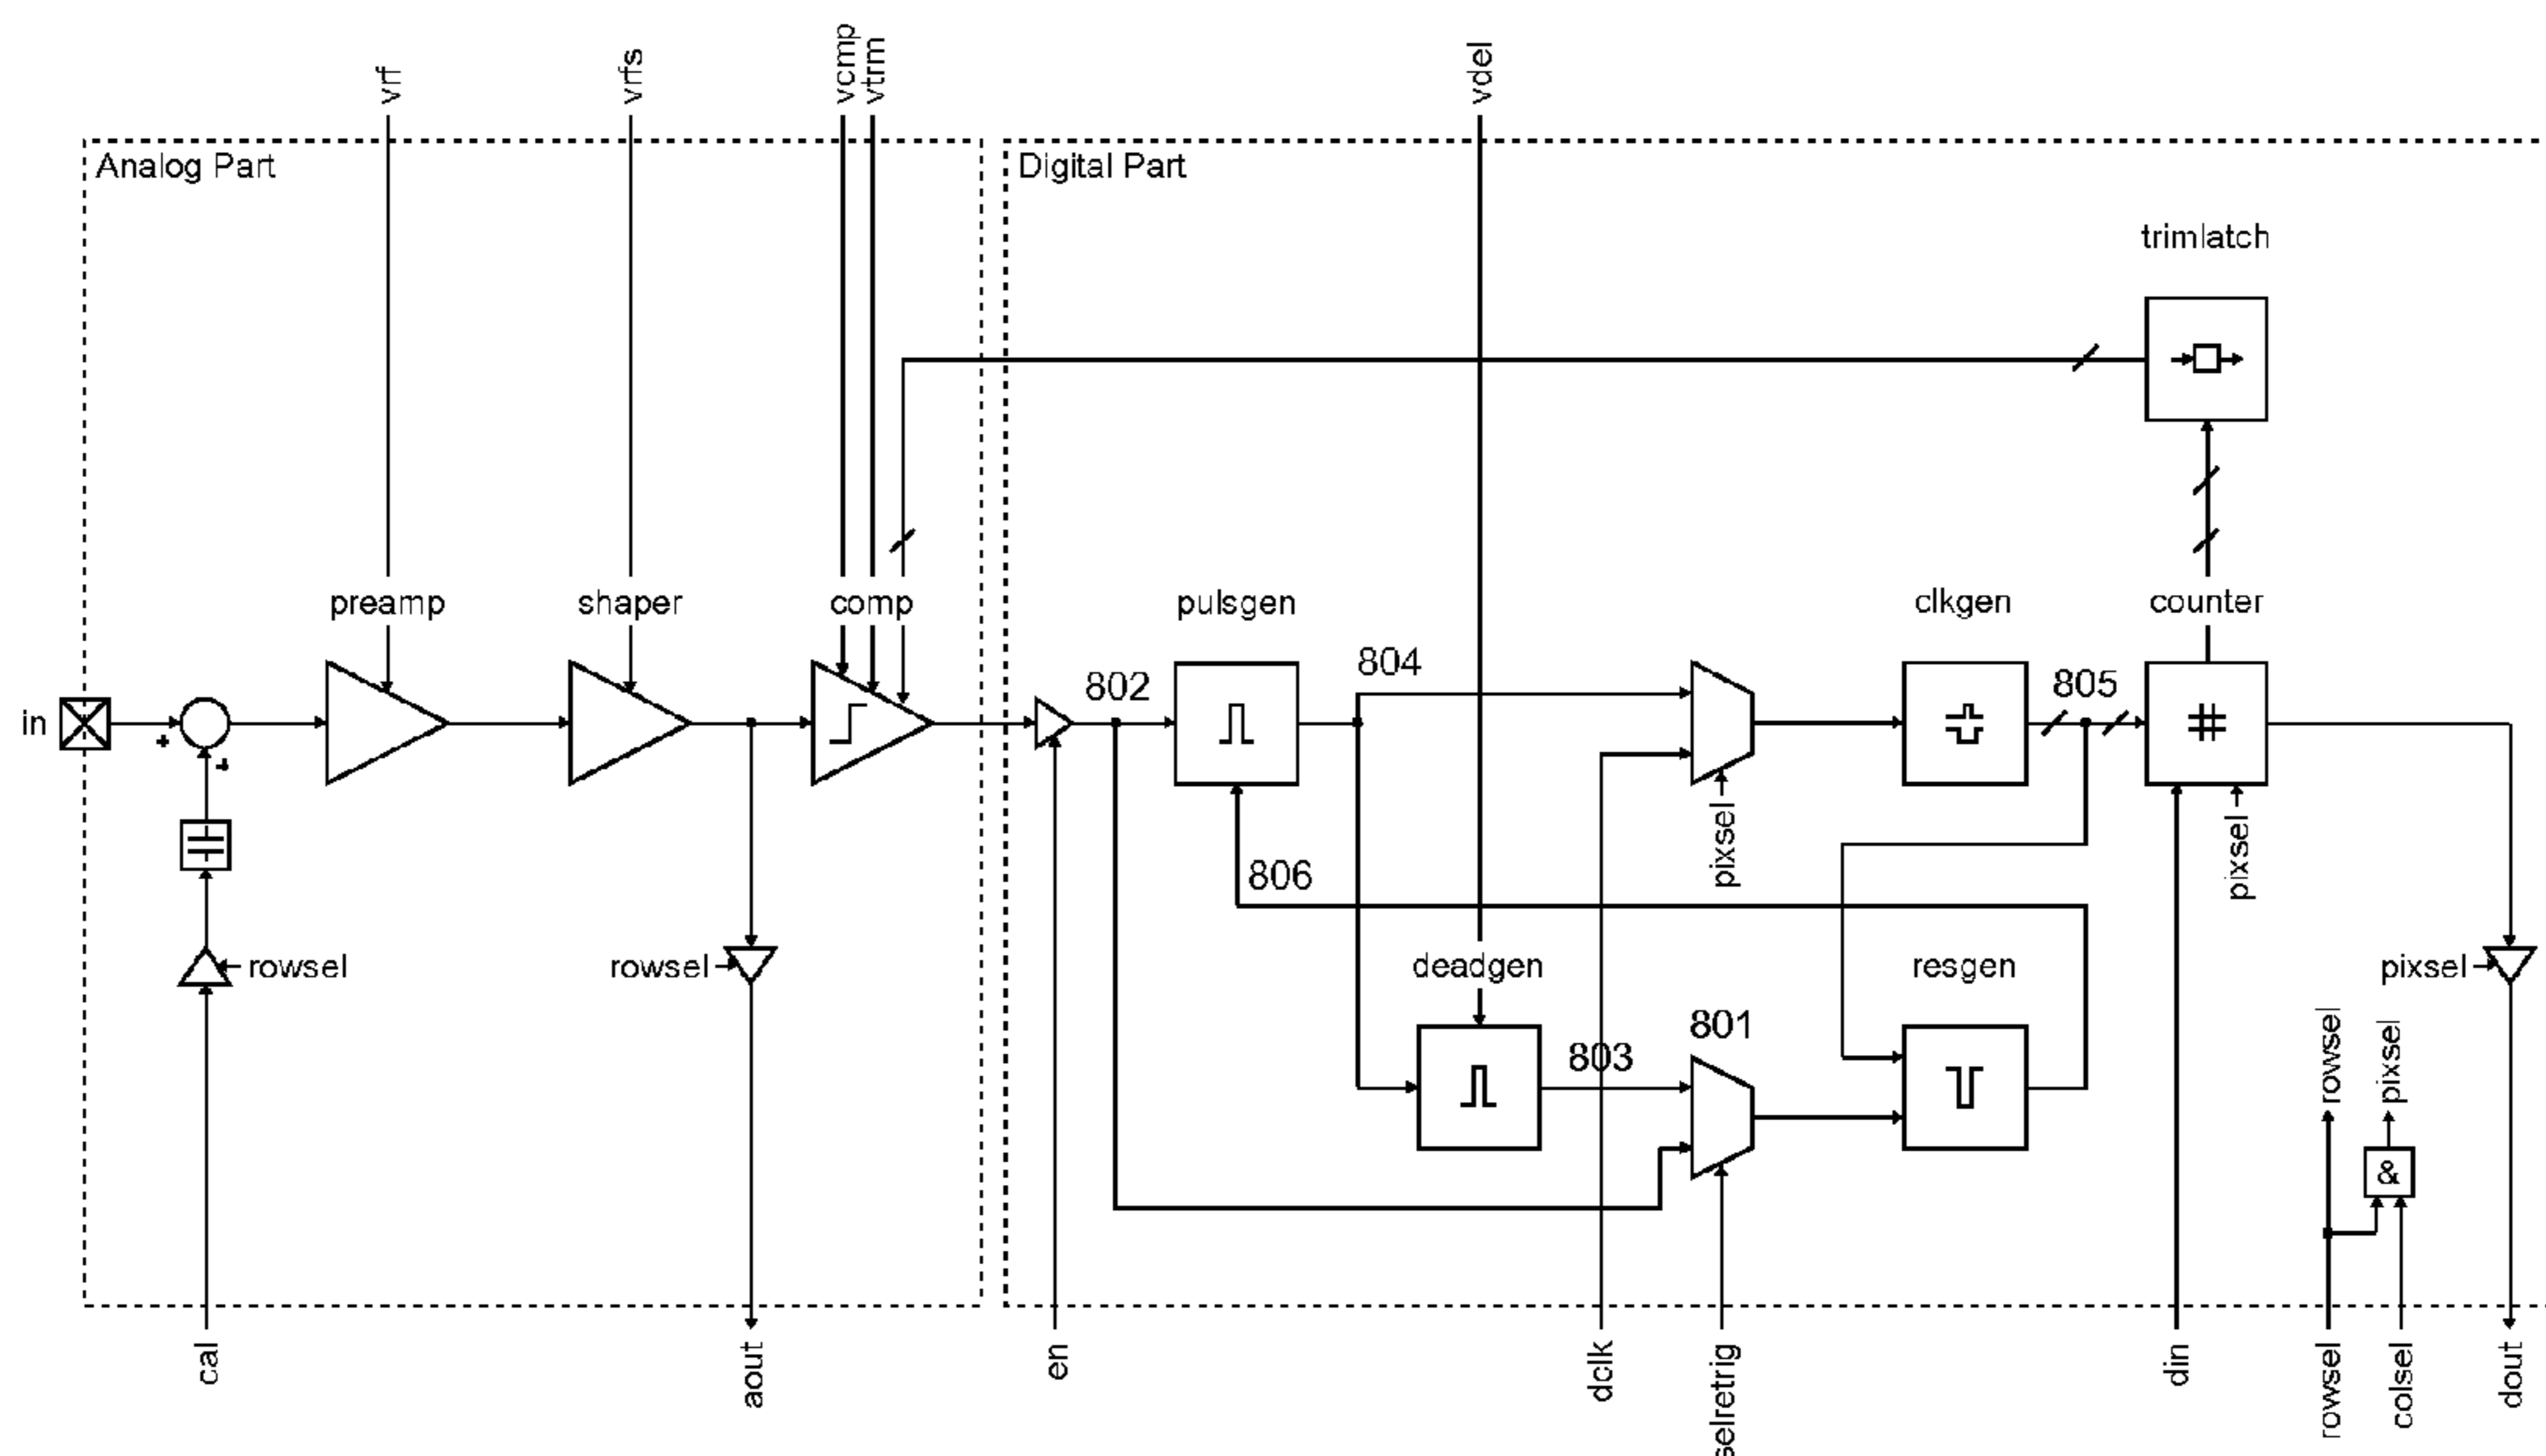 vrf
vrfs
vcmp
vtrm
vdel
Analog Part
Digital Part
trimlatch
preamp
shaper
comp
pulsgen
clkgen
counter
in
+
+
802
804
805
#
pixsel
pixsel
806
rowsel
rowsel
deadgen
resgen
pixsel
803
801
rowsel
pixsel
&
cal
aout
en
dclk
selretrig
din
rowsel
colsel
dout